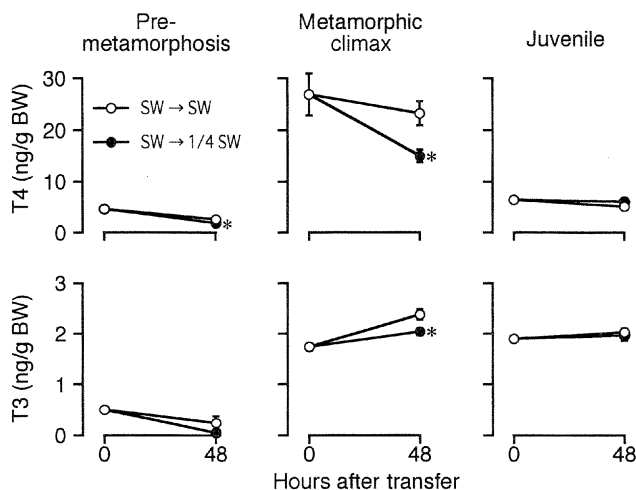 Pre-
metamorphosis
Metamorphic
climax
Juvenile
T4 (ng/g BW)
30
20
10
0
SW → SW
SW → 1/4 SW
*
*
T3 (ng/g BW)
3
2
1
0
*
0 48
0 48
0 48
Hours after transfer